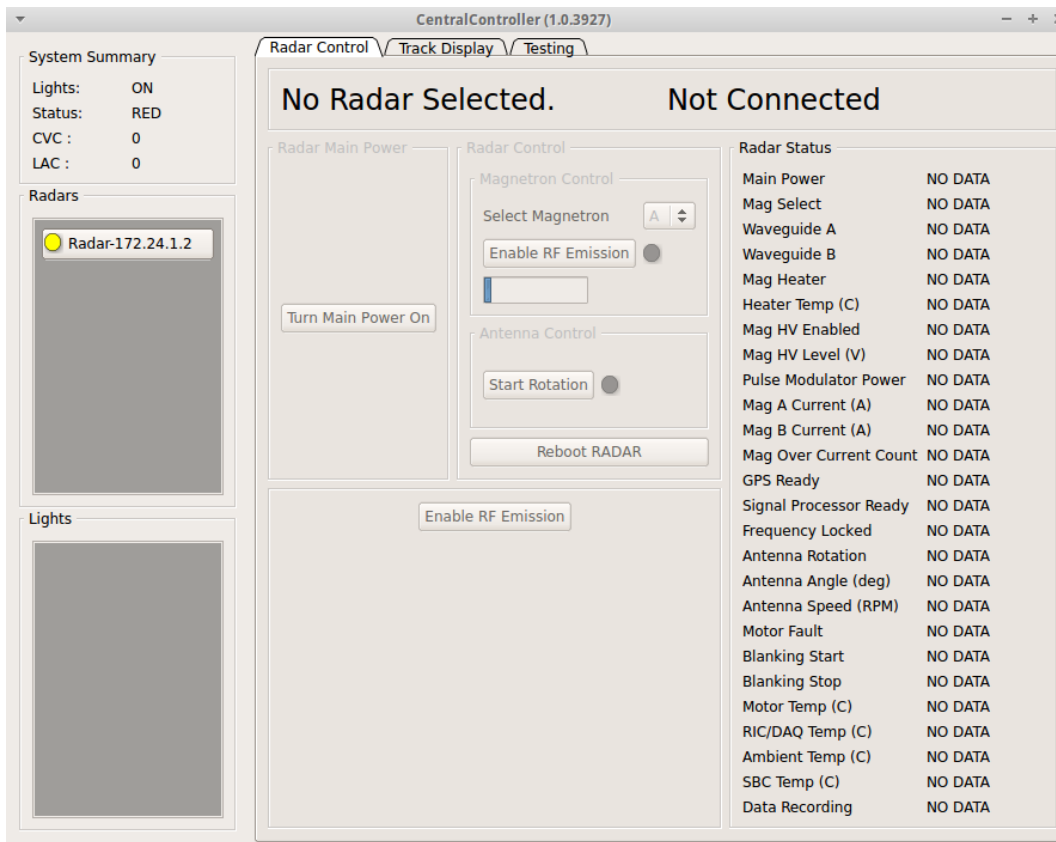 CentralController (1.0.3927)
System Summary
Lights: ON
Status: RED
CVC : 0
LAC : 0
Radars
Radar-172.24.1.2
Lights
Radar Control
Track Display
Testing
No Radar Selected. Not Connected
Radar Main Power
Turn Main Power On
Radar Control
Magnetron Control
Select Magnetron A
Enable RF Emission
Antenna Control
Start Rotation
Reboot RADAR
Enable RF Emission
Radar Status
Main Power NO DATA
Mag Select NO DATA
Waveguide A NO DATA
Waveguide B NO DATA
Mag Heater NO DATA
Heater Temp (C) NO DATA
Mag HV Enabled NO DATA
Mag HV Level (V) NO DATA
Pulse Modulator Power NO DATA
Mag A Current (A) NO DATA
Mag B Current (A) NO DATA
Mag Over Current Count NO DATA
GPS Ready NO DATA
Signal Processor Ready NO DATA
Frequency Locked NO DATA
Antenna Rotation NO DATA
Antenna Angle (deg) NO DATA
Antenna Speed (RPM) NO DATA
Motor Fault NO DATA
Blanking Start NO DATA
Blanking Stop NO DATA
Motor Temp (C) NO DATA
RIC/DAQ Temp (C) NO DATA
Ambient Temp (C) NO DATA
SBC Temp (C) NO DATA
Data Recording NO DATA